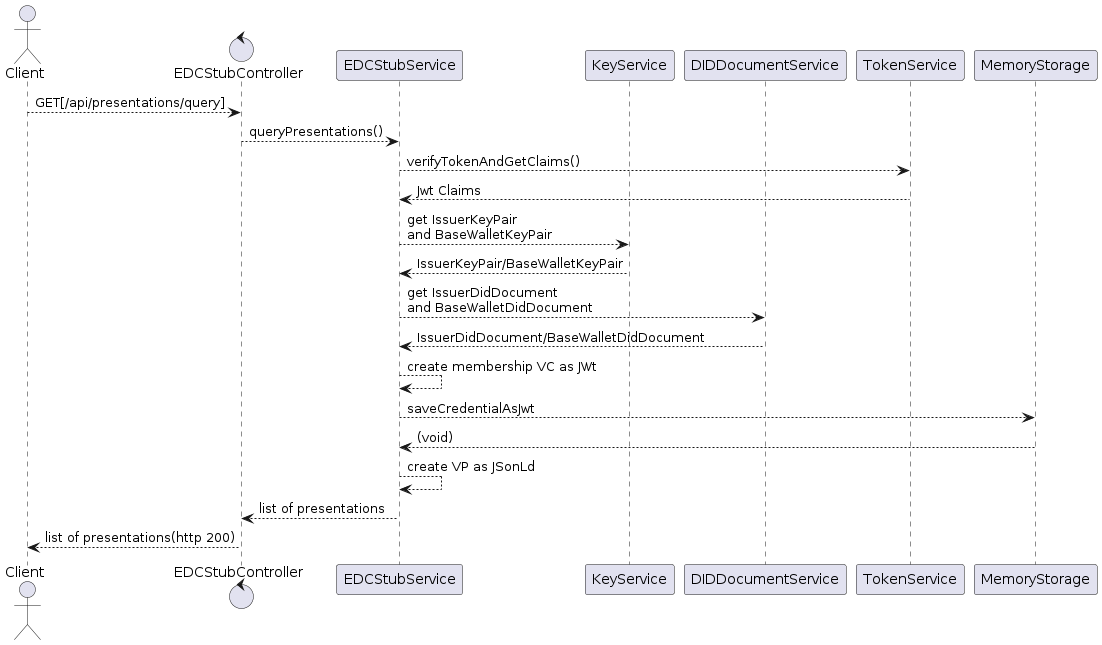 Client
EDCStubController
EDCStubService
KeyService
DIDDocumentService
TokenService
MemoryStorage
GET[/api/presentations/query]
queryPresentations()
verifyTokenAndGetClaims()
Jwt Claims
get IssuerKeyPair
and BaseWalletKeyPair
IssuerKeyPair/BaseWalletKeyPair
get IssuerDidDocument
and BaseWalletDidDocument
IssuerDidDocument/BaseWalletDidDocument
create membership VC as JWt
saveCredentialAsJwt
(void)
create VP as JSonLd
list of presentations
list of presentations(http 200)
Client
EDCStubController
EDCStubService
KeyService
DIDDocumentService
TokenService
MemoryStorage